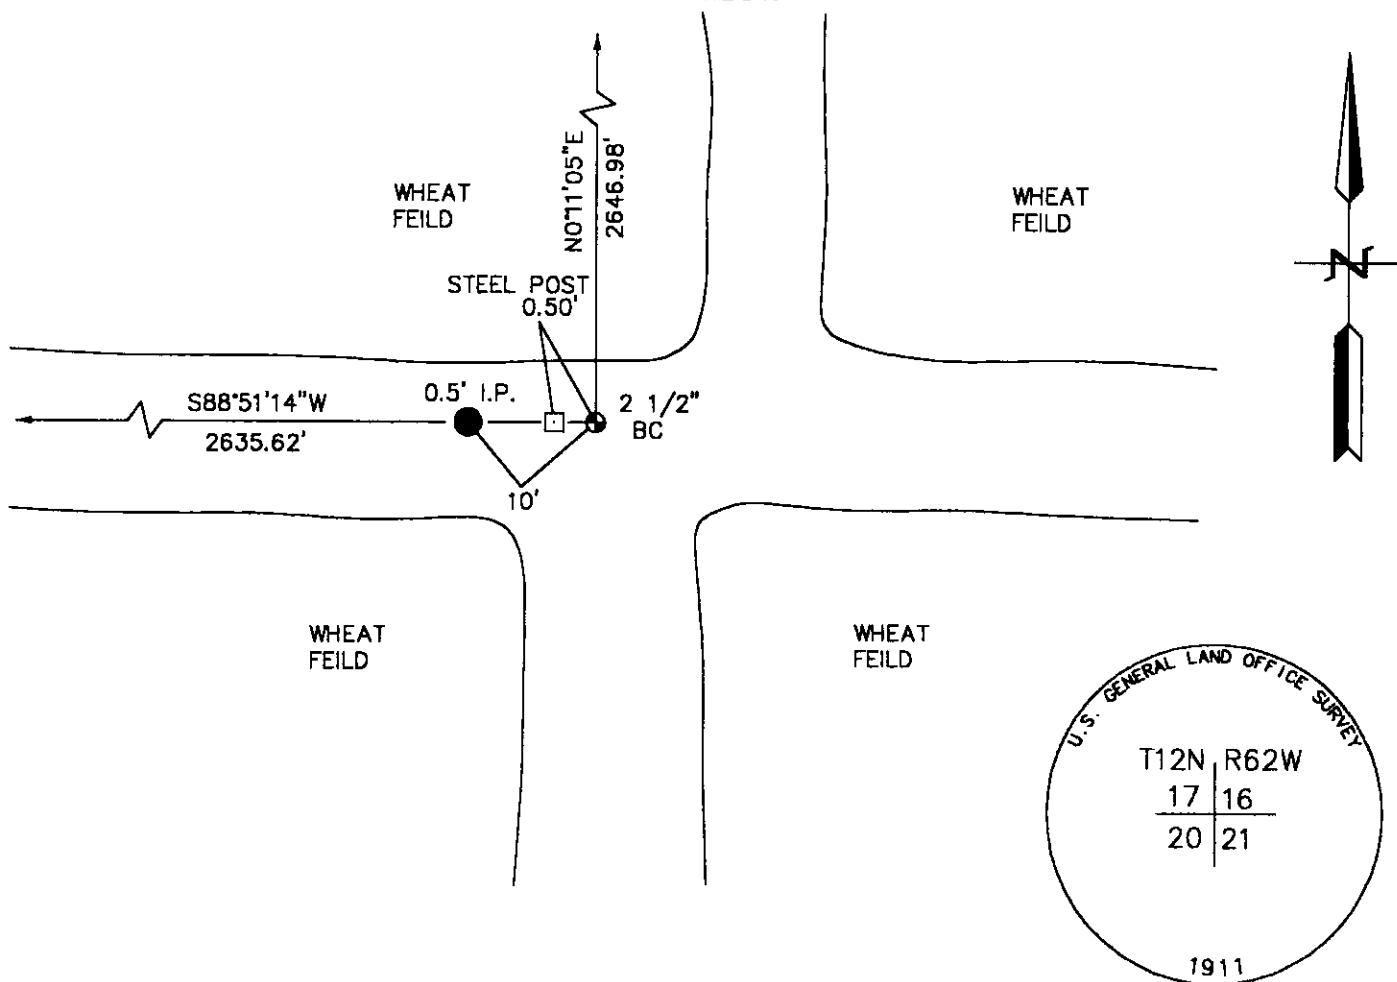 N0°11'05"E
2646.98'
WHEAT
FEILD
WHEAT
FEILD
N
STEEL POST
0.50'
S88°51'14"W
2635.62'
0.5' I.P.
2 1/2"
BC
10'
WHEAT
FEILD
WHEAT
FEILD
U.S. GENERAL LAND OFFICE SURVEY
T12N R62W
17 16
20 21
1911